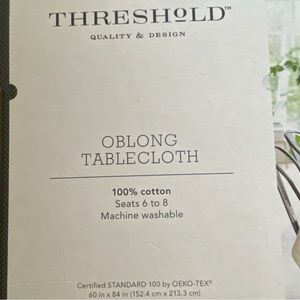 THRESHOLD™
QUALITY & DESIGN
OBLONG
TABLECLOTH
100% cotton
Seats 6 to 8
Machine washable
Certified STANDARD 100 by OEKO-TEX®
60 in x 84 in (152.4 cm x 213.3 cm)